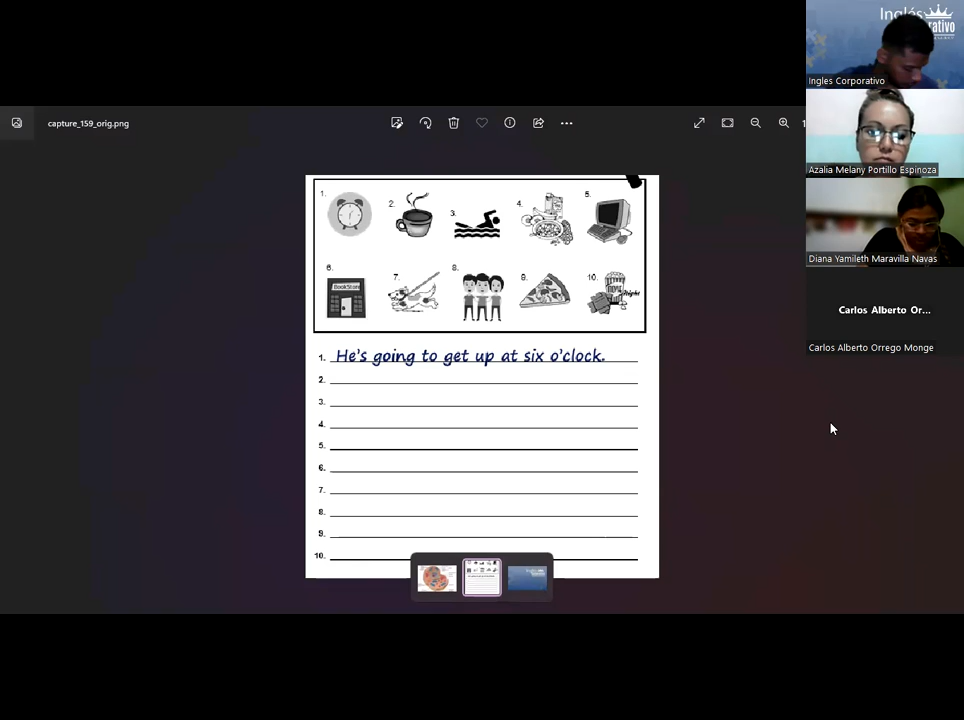 Inglés
rativo
Ingles Corporativo
capture_159_orig.png
Azalia Melany Portillo Espinoza
Diana Yamileth Maravilla Navas
Carlos Alberto Or...
Carlos Alberto Orrego Monge
1.
2.
3.
4.
5.
6.
BookStore
7.
8.
9.
10.
Night
1. He's going to get up at six o'clock.
2.
3.
4.
5.
6.
7.
8.
9.
10.